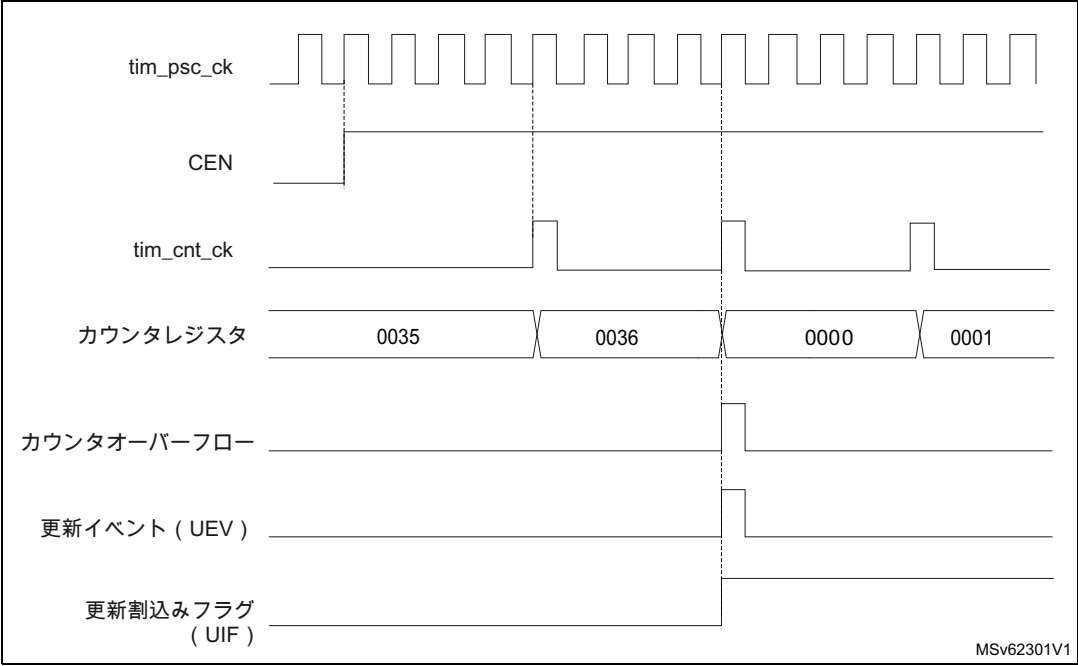 tim_psc_ck
CEN
tim_cnt_ck
カウンタレジスタ 0035 0036 0000 0001
カウンタオーバーフロー
更新イベント ( UEV )
更新割込みフラグ
( UIF )
MSv62301V1